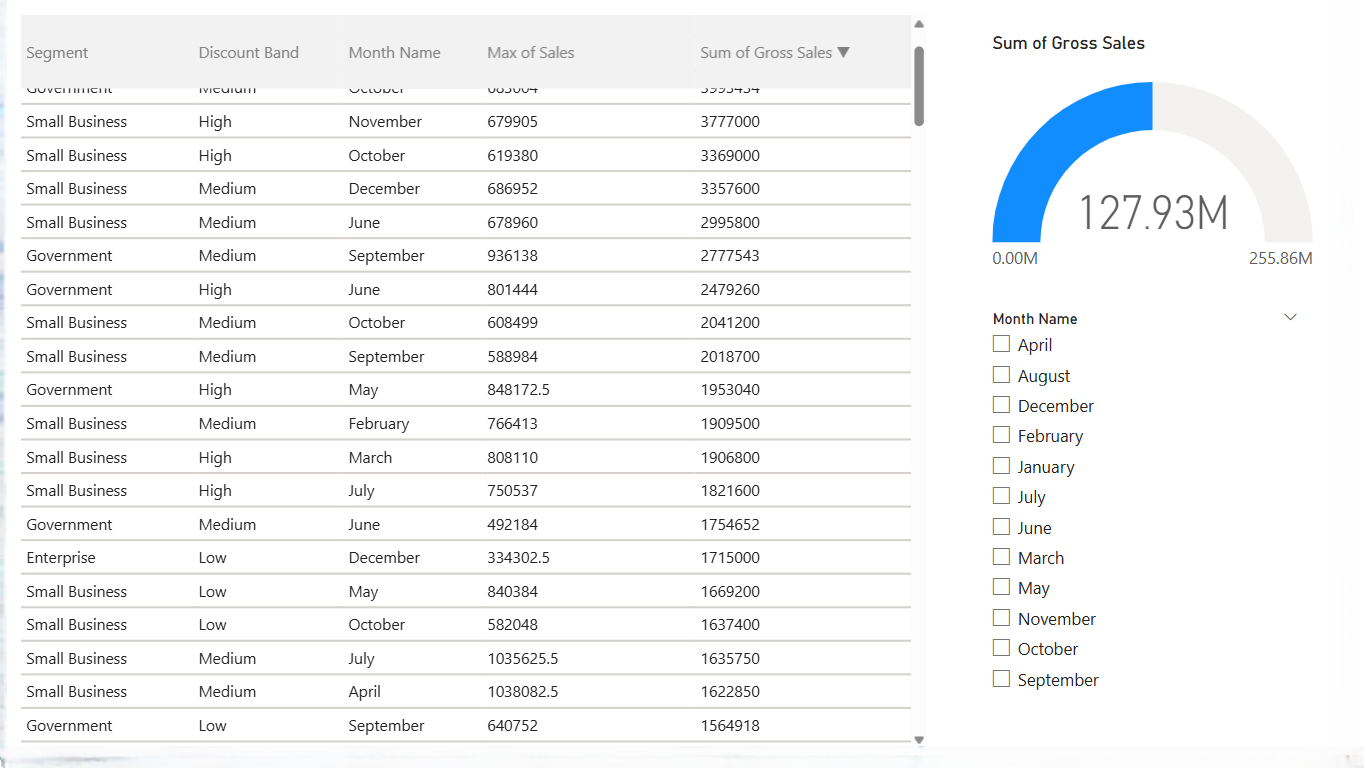 Segment Discount Band Month Name Max of Sales Sum of Gross Sales
Government Medium October 683004
Small Business High November 679905 3777000
Small Business High October 619380 3369000
Small Business Medium December 686952 3357600
Small Business Medium June 678960 2995800
Government Medium September 936138 2777543
Government High June 801444 2479260
Small Business Medium October 608499 2041200
Small Business Medium September 588984 2018700
Government High May 848172.5 1953040
Small Business Medium February 766413 1909500
Small Business High March 808110 1906800
Small Business High July 750537 1821600
Government Medium June 492184 1754652
Enterprise Low December 334302.5 1715000
Small Business Low May 840384 1669200
Small Business Low October 582048 1637400
Small Business Medium July 1035625.5 1635750
Small Business Medium April 1038082.5 1622850
Government Low September 640752 1564918
Sum of Gross Sales
127.93M
0.00M 255.86M
Month Name
April
August
December
February
January
July
June
March
May
November
October
September